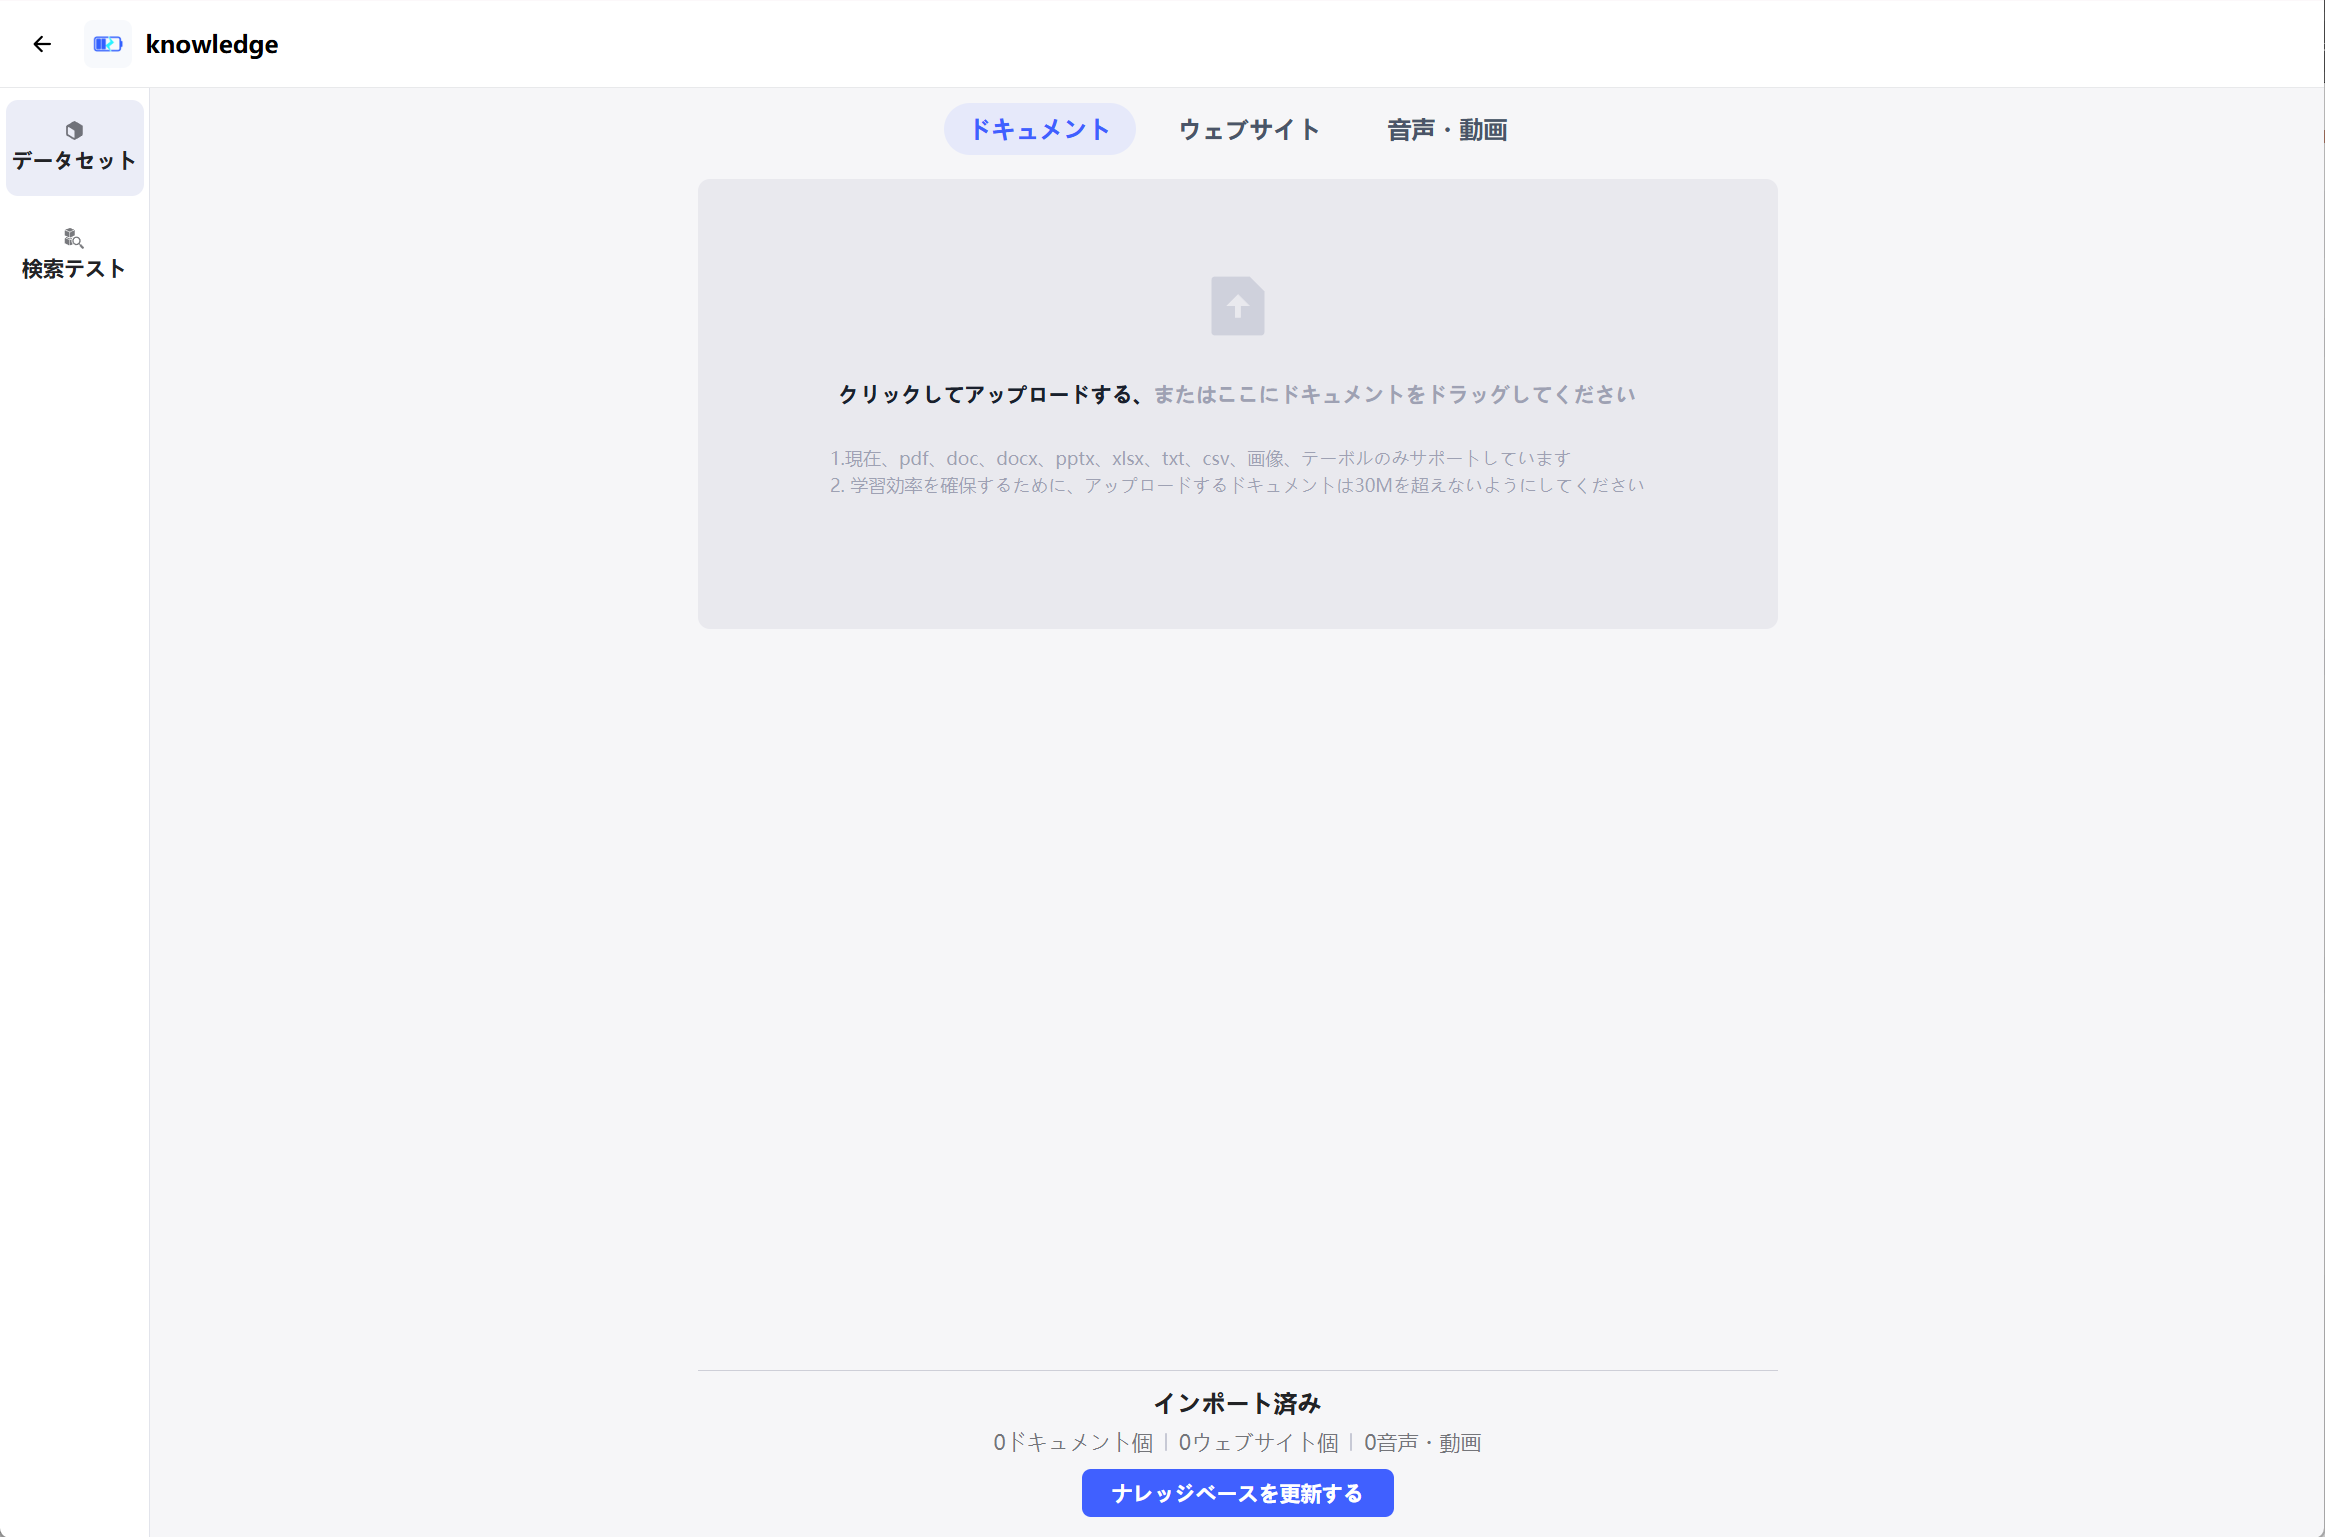 knowledge
データセット
検索テスト
ドキュメント
ウェブサイト
音声・動画
クリックしてアップロードする、またはここにドキュメントをドラッグしてください
1.現在、pdf、doc、docx、pptx、xlsx、txt、csv、画像、テーボルのみサポートしています
2. 学習効率を確保するために、アップロードするドキュメントは30Mを超えないようにしてください
インポート済み
0ドキュメント個 | 0ウェブサイト個 | 0音声・動画
ナレッジベースを更新する